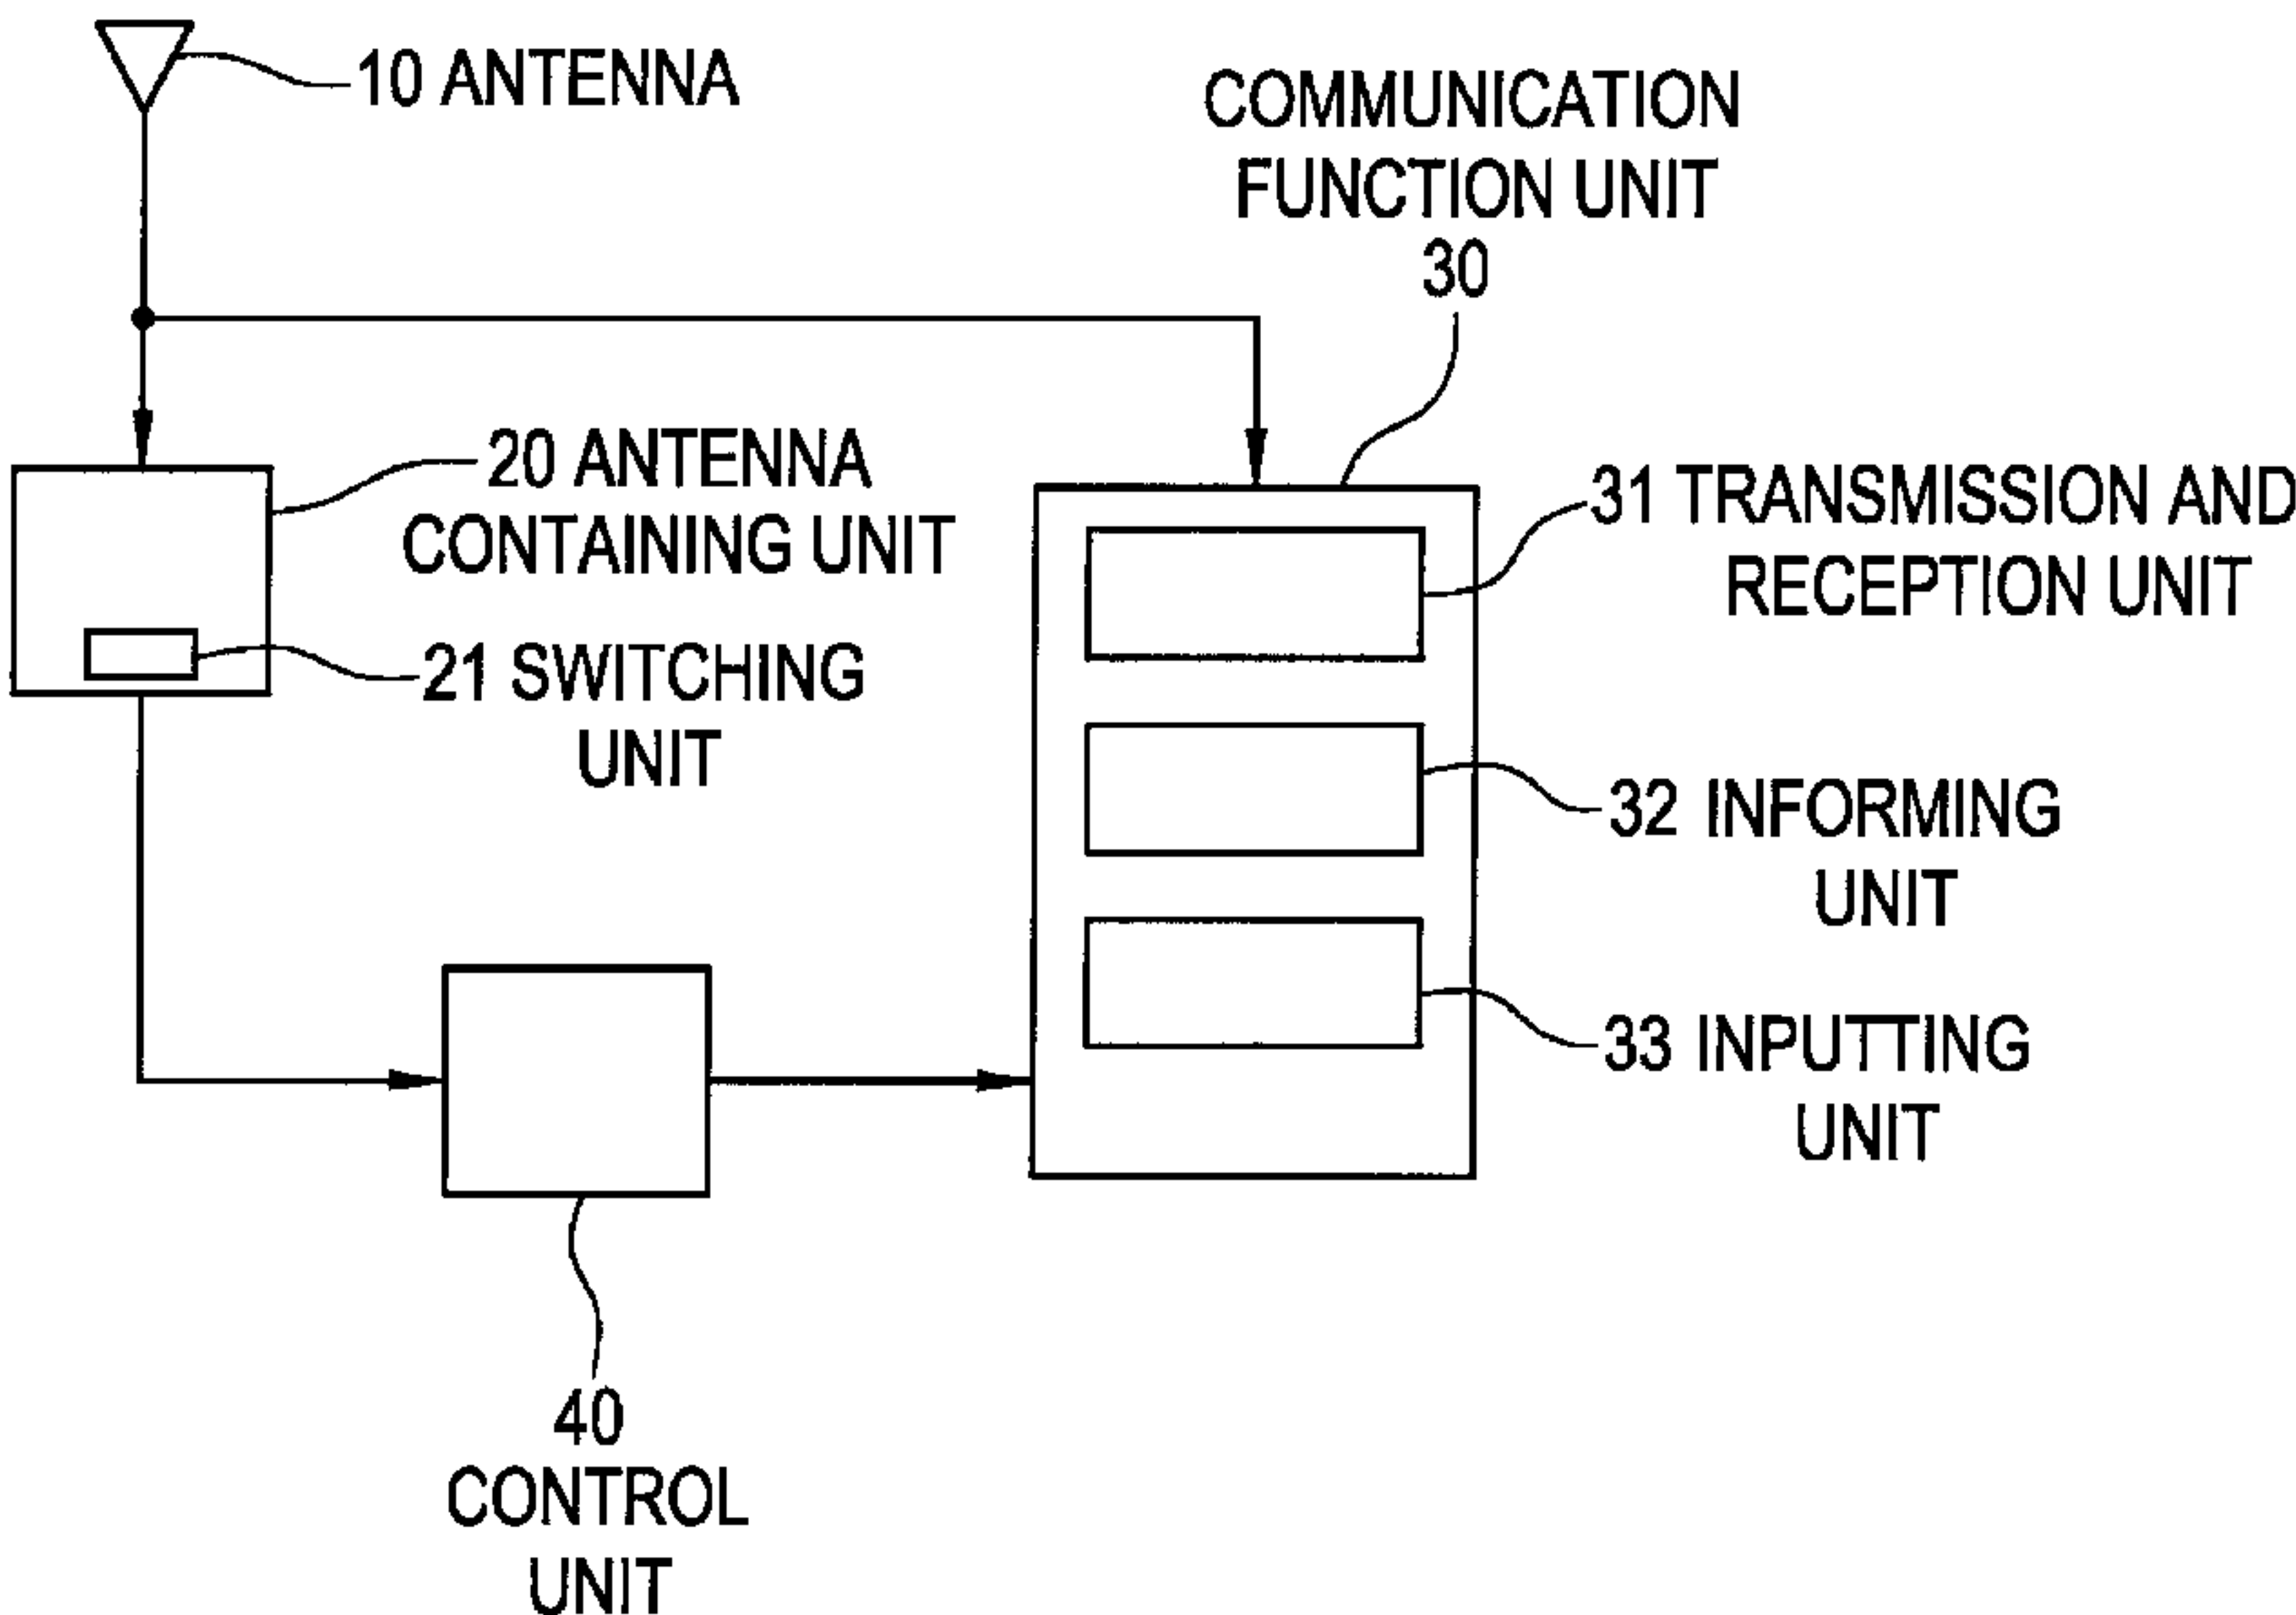 10 ANTENNA
COMMUNICATION
FUNCTION UNIT
30
20 ANTENNA
CONTAINING UNIT
21 SWITCHING
UNIT
31 TRANSMISSION AND
RECEPTION UNIT
32 INFORMING
UNIT
33 INPUTTING
UNIT
40
CONTROL
UNIT